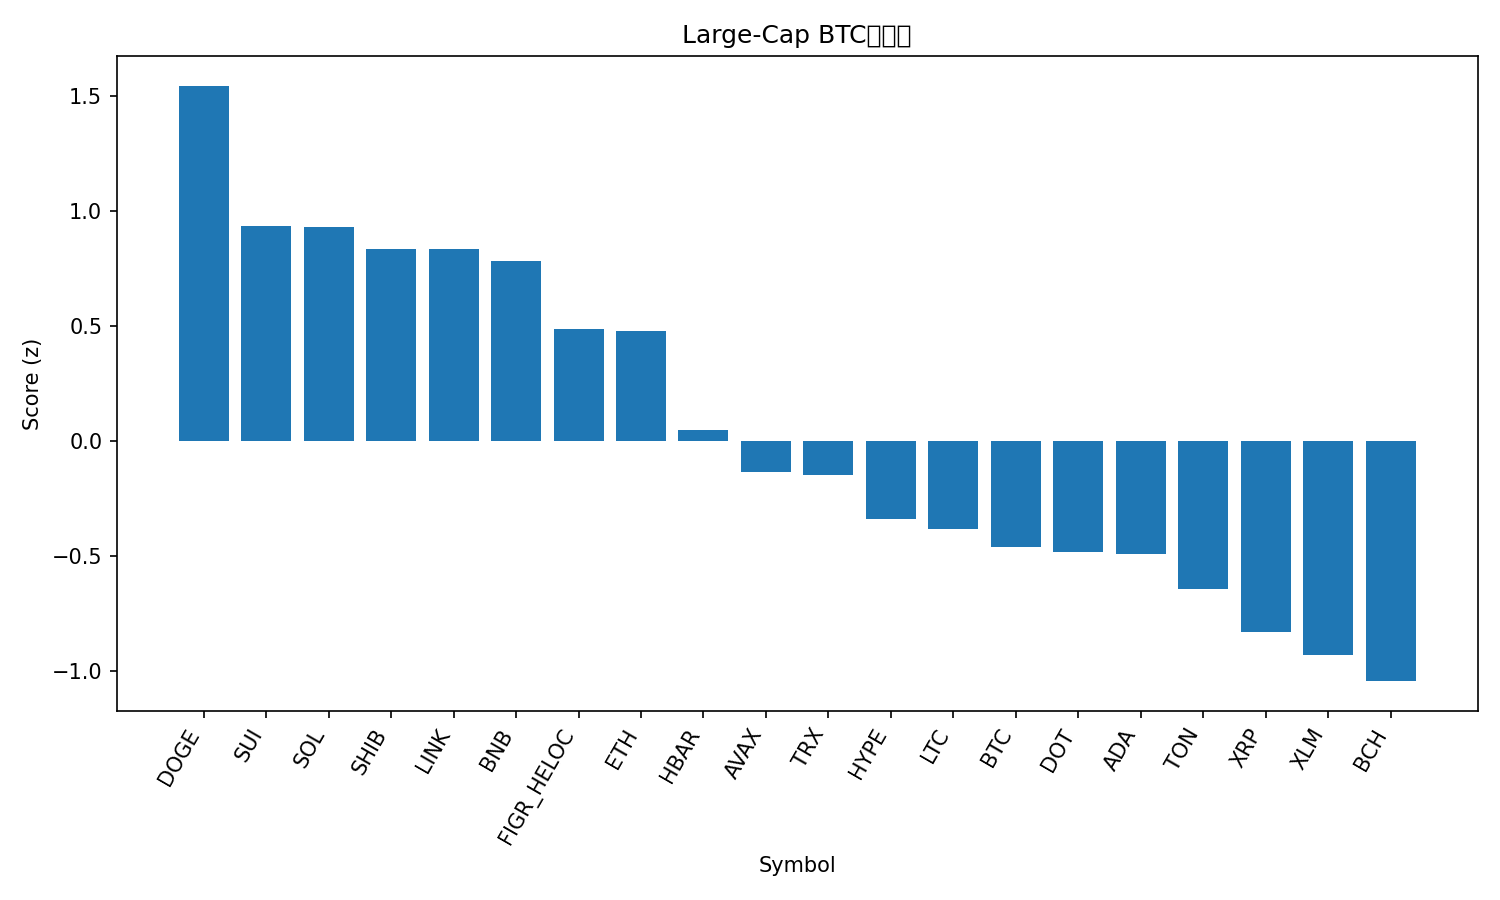 Large-Cap BTC
1.5
1.0
0.5
0.0
−0.5
−1.0
Score (z)
DOGE
SUI
SOL
SHIB
LINK
BNB
FIGR_HELOC
ETH
HBAR
AVAX
TRX
HYPE
LTC
BTC
DOT
ADA
TON
XRP
XLM
BCH
Symbol